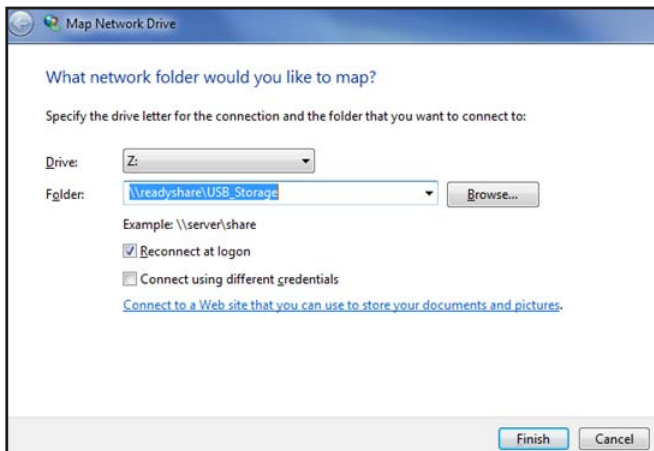 Map Network Drive
What network folder would you like to map?
Specify the drive letter for the connection and the folder that you want to connect to:
Drive: Z:
Folder: \\readyshare\USB_Storage Browse...
Example: \\server\share
Reconnect at logon
Connect using different credentials
Connect to a Web site that you can use to store your documents and pictures.
Finish Cancel